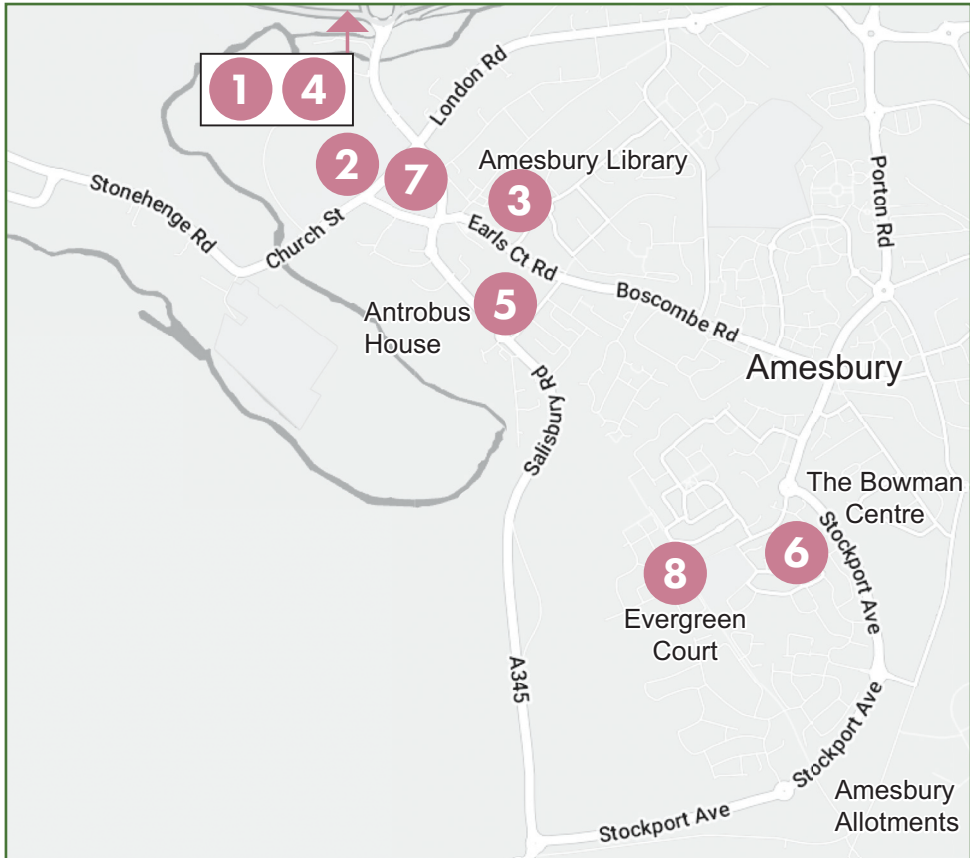 1 4
London Rd
2
7
Amesbury Library
3
Stonehenge Rd
Church St
Earls Ct Rd
Porton Rd
Antrobus
House
5
Boscombe Rd
Amesbury
Salisbury Rd
The Bowman
Centre
6
Stockport Ave
8
Evergreen
Court
A345
Stockport Ave
Amesbury
Allotments
Stockport Ave